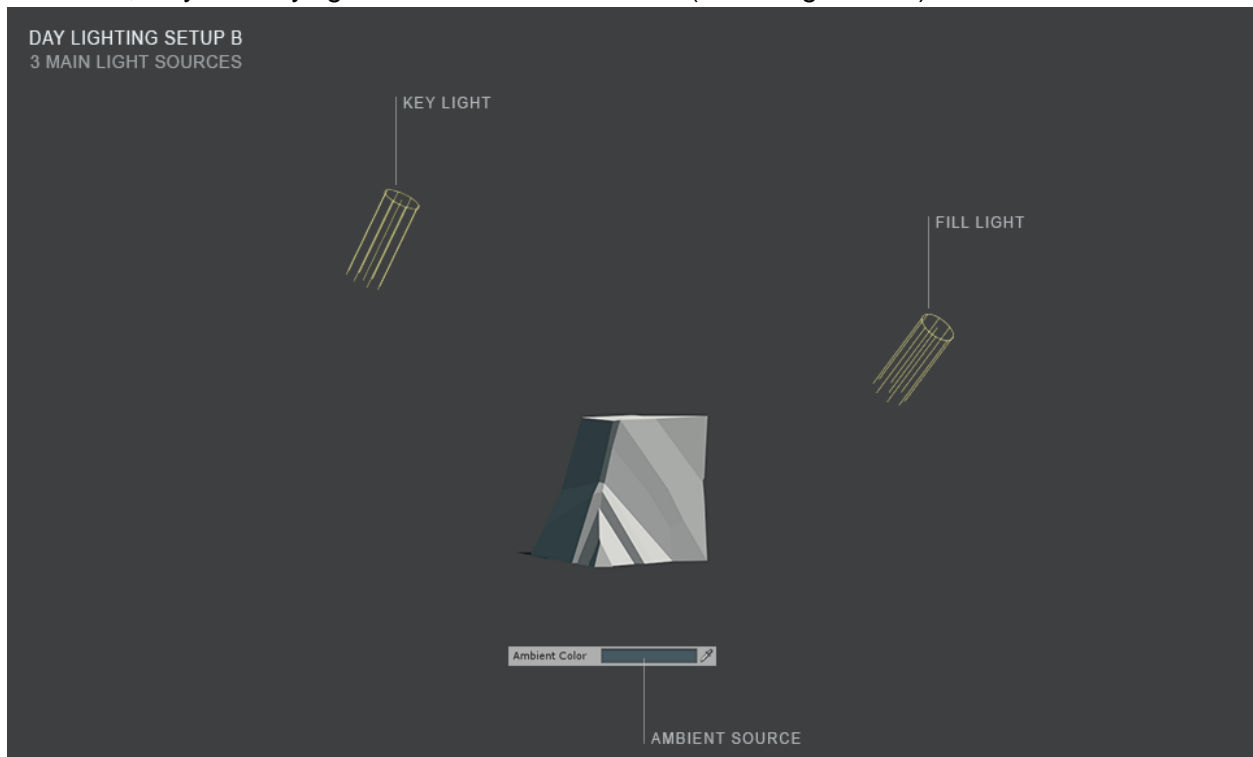 DAY LIGHTING SETUP B
3 MAIN LIGHT SOURCES
KEY LIGHT
FILL LIGHT
Ambient Color
AMBIENT SOURCE